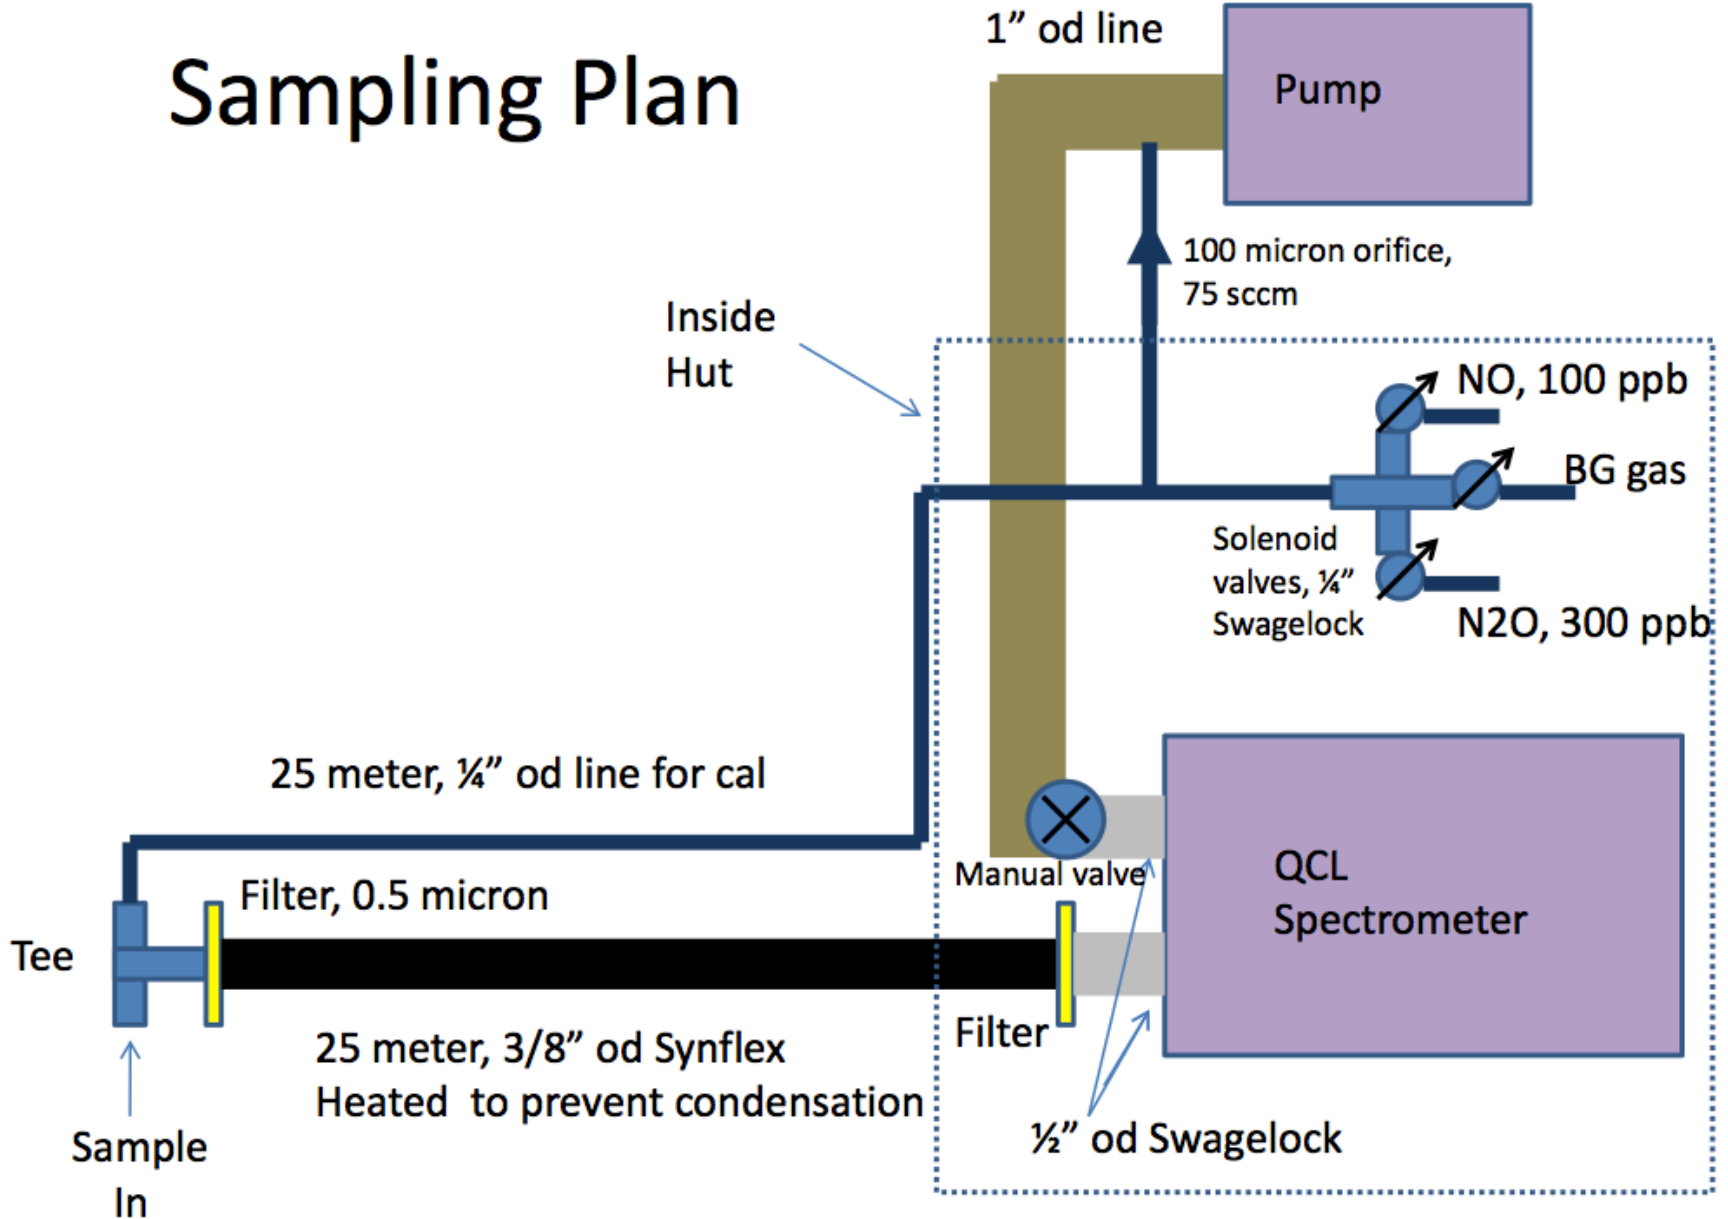 Sampling Plan
1” od line
Pump
100 micron orifice,
75 sccm
Inside
Hut
NO, 100 ppb
BG gas
Solenoid
valves, ¼”
Swagelock
N2O, 300 ppb
25 meter, ¼” od line for cal
Manual valve
QCL
Spectrometer
Filter, 0.5 micron
Tee
Filter
25 meter, 3/8” od Synflex
Heated  to prevent condensation
½” od Swagelock
Sample
In